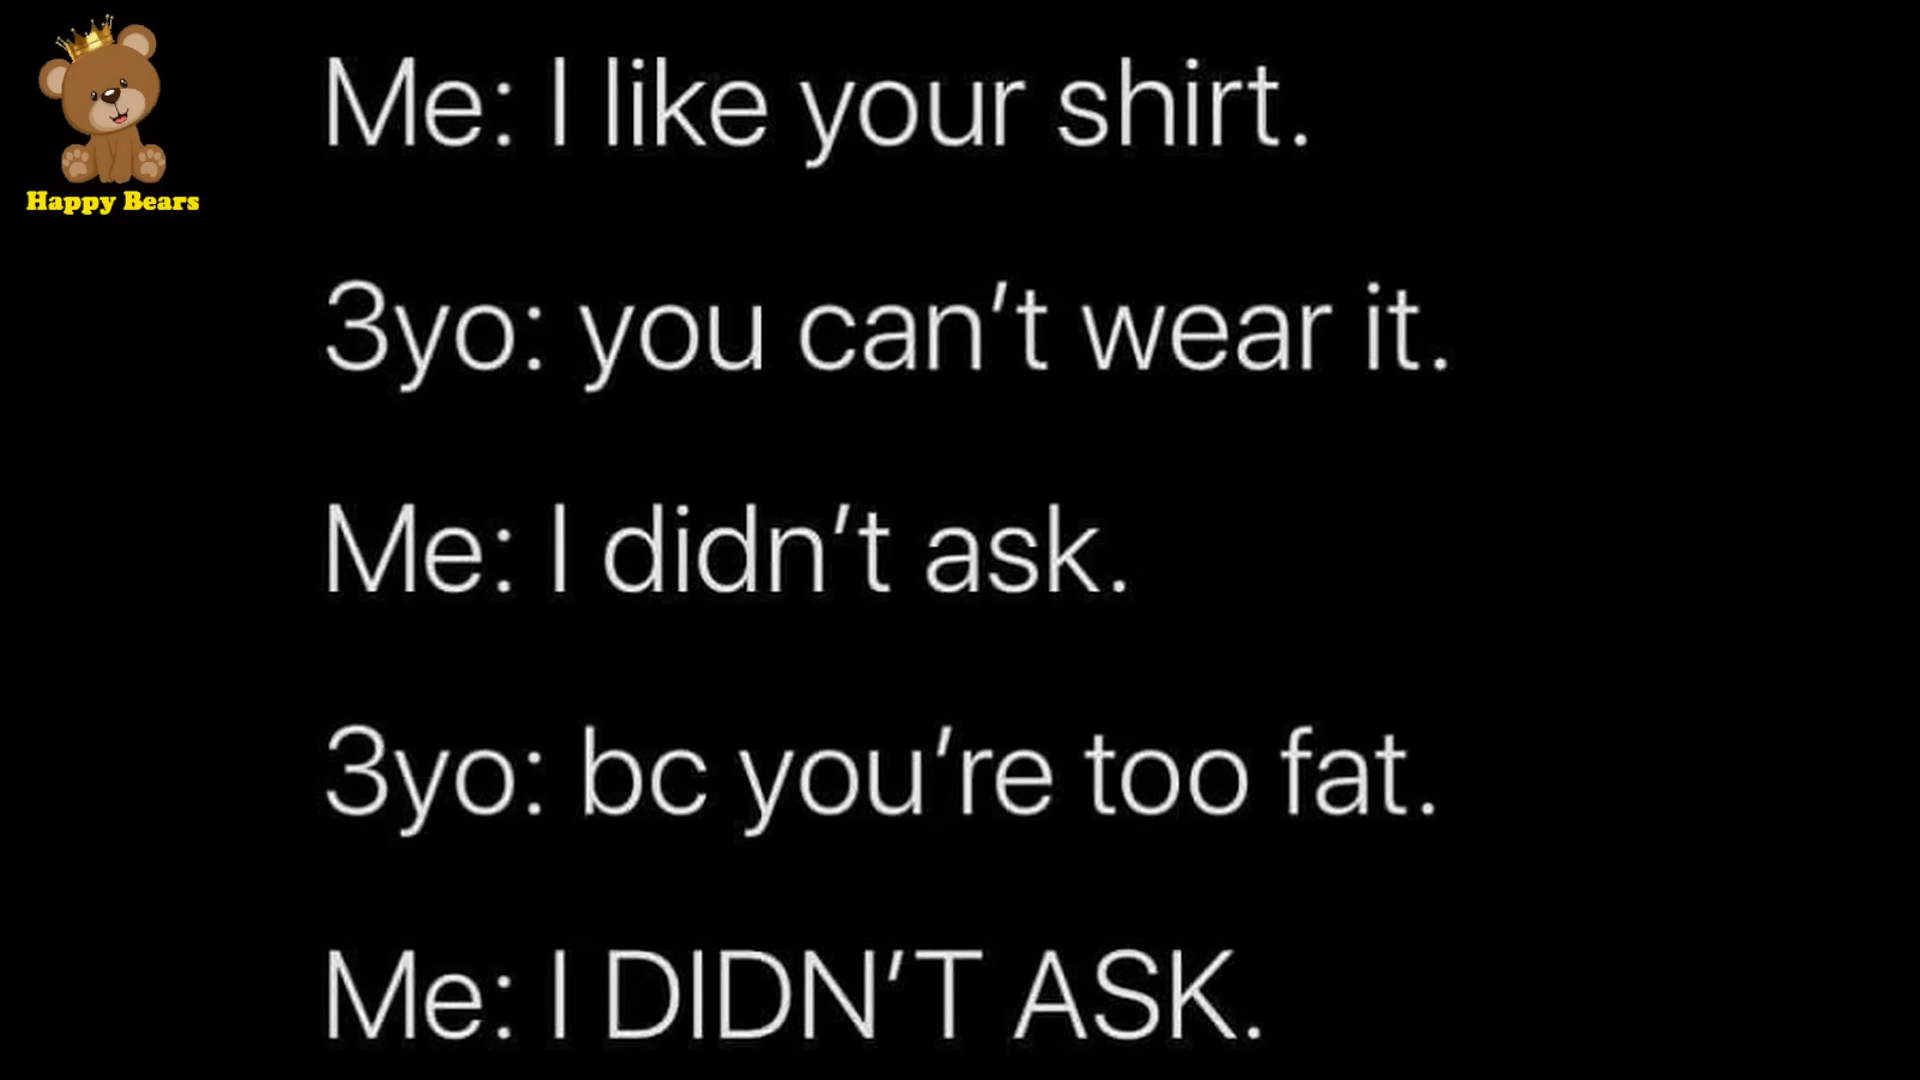 Happy Bears
Me: I like your shirt.
3yo: you can’t wear it.
Me: I didn’t ask.
3yo: bc you’re too fat.
Me: I DIDN’T ASK.